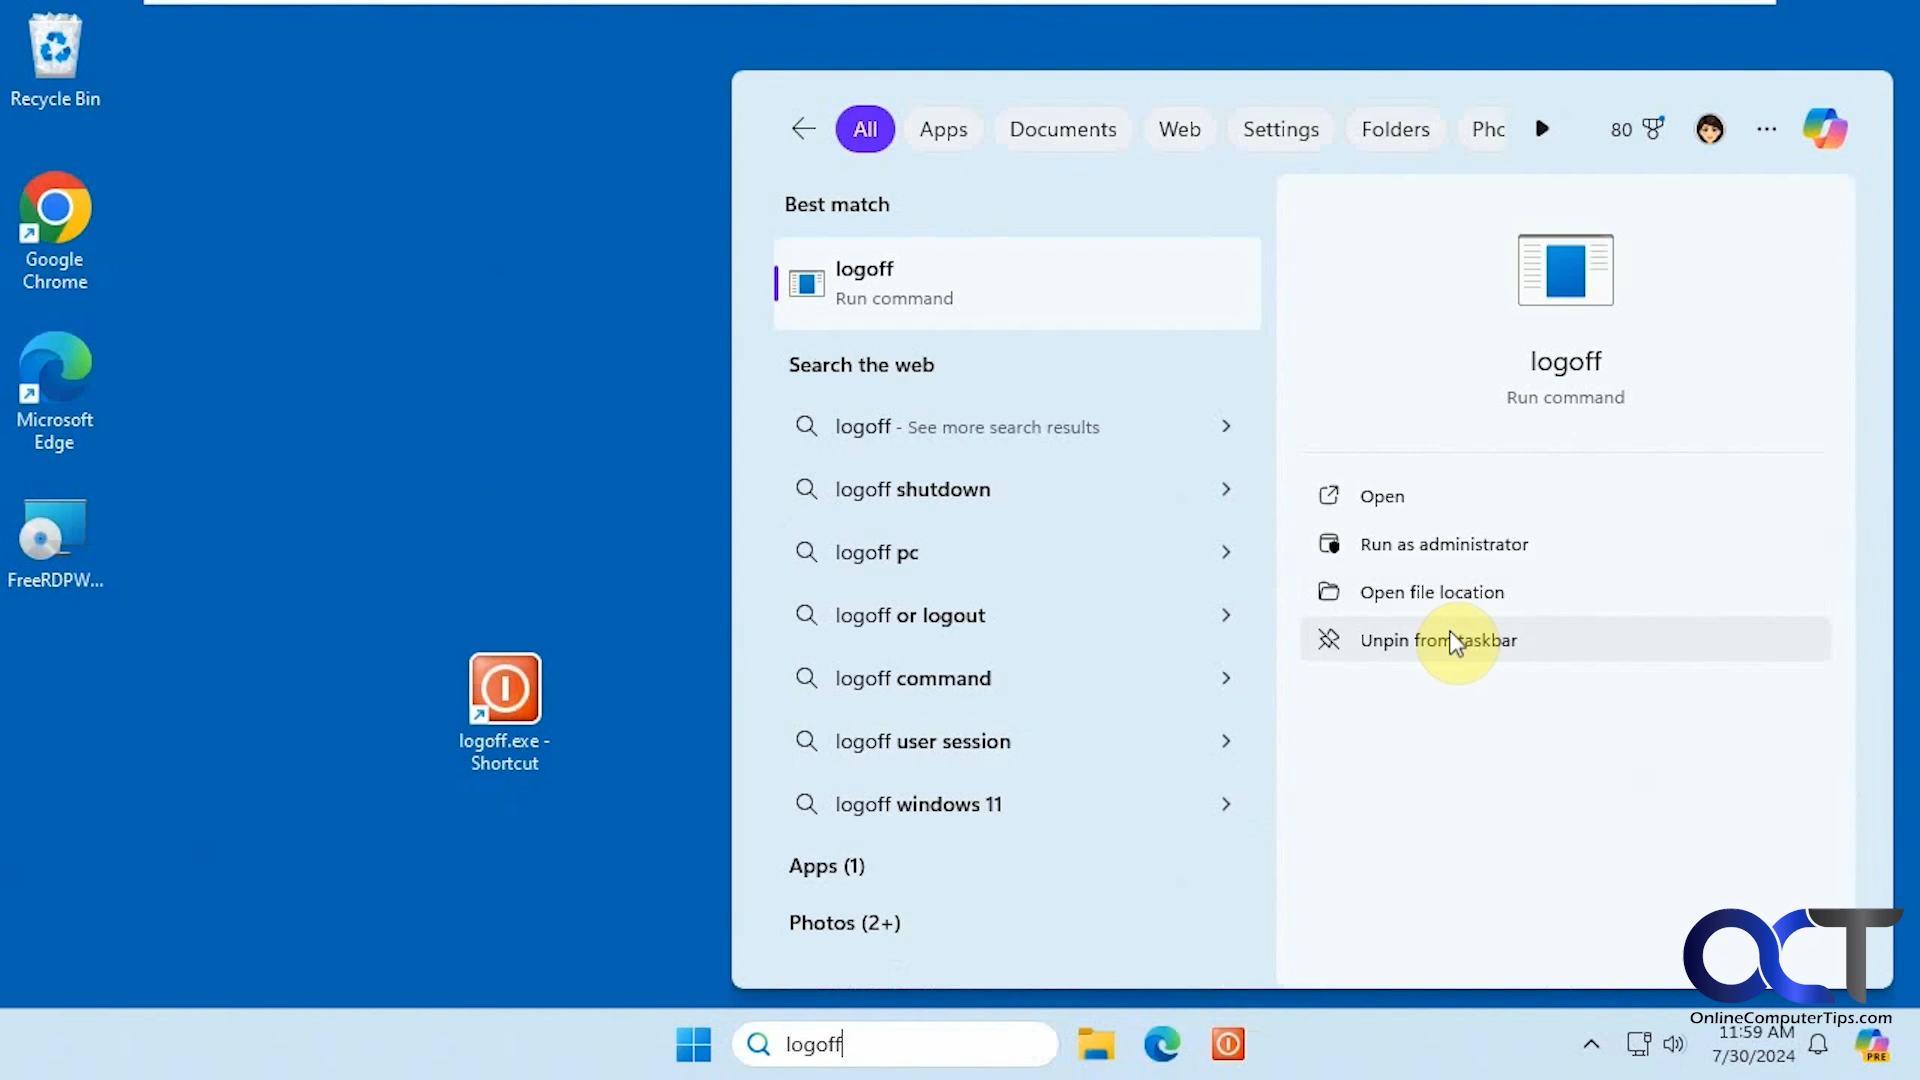 Recycle Bin
Google
Chrome
Microsoft
Edge
FreeRDPW...
logoff.exe -
Shortcut
All
Apps
Documents
Web
Settings
Folders
Phc
80
Best match
logoff
Run command
Search the web
logoff - See more search results
logoff shutdown
logoff pc
logoff or logout
logoff command
logoff user session
logoff windows 11
Apps (1)
Photos (2+)
logoff
Run command
Open
Run as administrator
Open file location
Unpin from taskbar
OCT
OnlineComputerTips.com
logoff
11:59 AM
7/30/2024
PRE